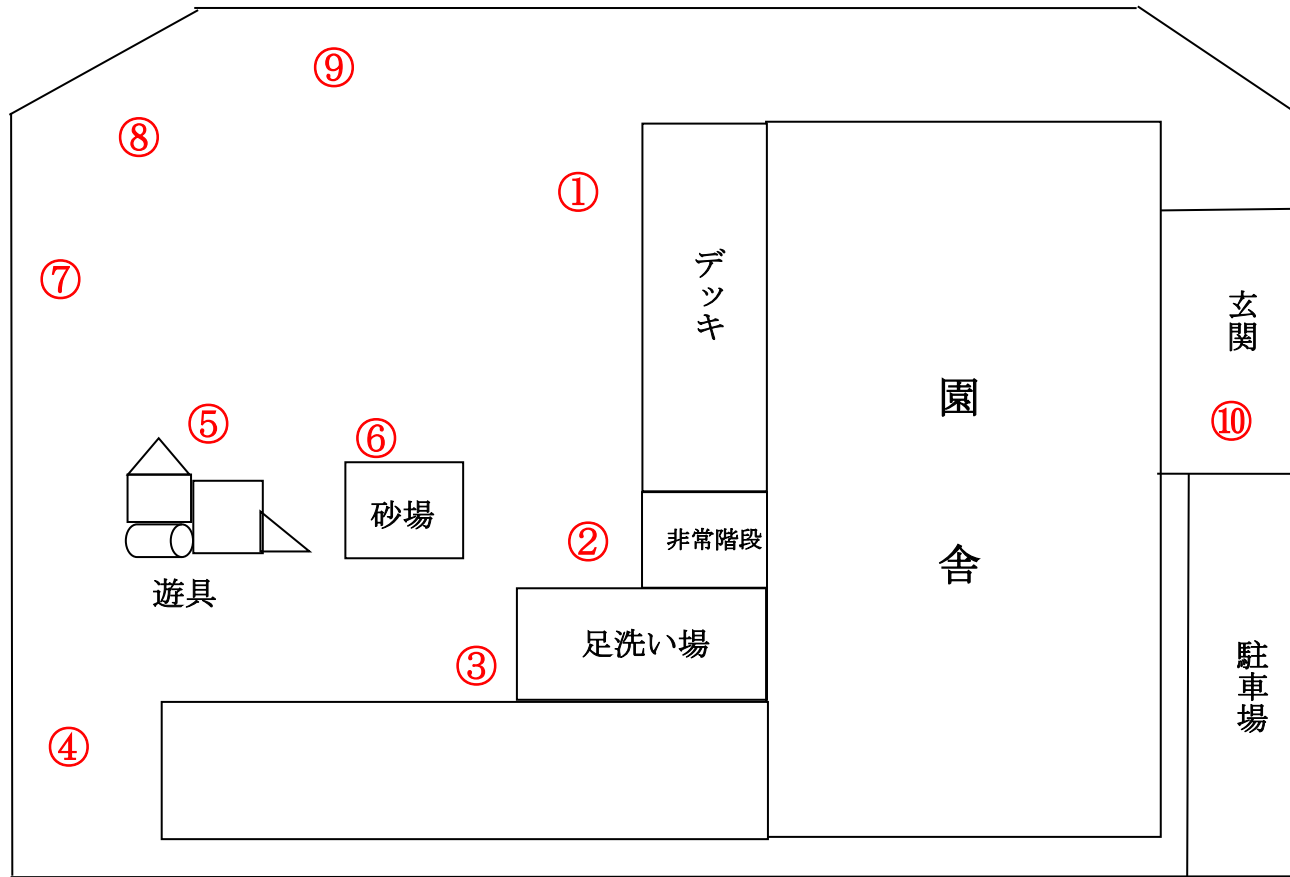 ⑨
⑧
①
⑦
デッキ
玄関
園舎
⑤
⑥
⑩
砂場
②
非常階段
遊具
足洗い場
③
駐車場
④